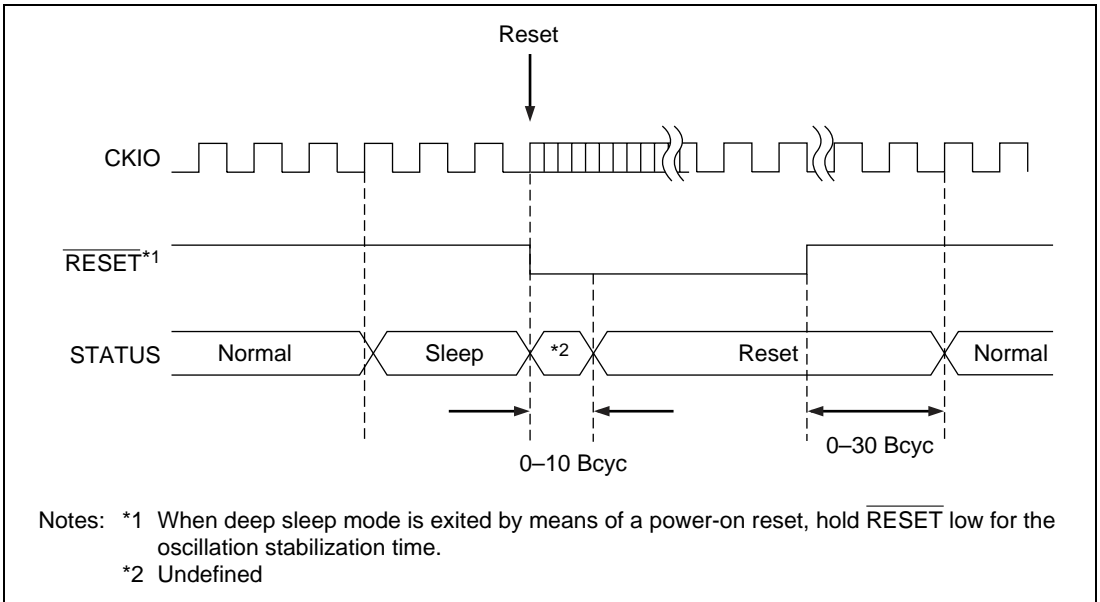 Reset
CKIO
RESET*1
STATUS Normal Sleep *2 Reset Normal
0–10 Bcyc
0–30 Bcyc
Notes: *1 When deep sleep mode is exited by means of a power-on reset, hold RESET low for the
oscillation stabilization time.
*2 Undefined